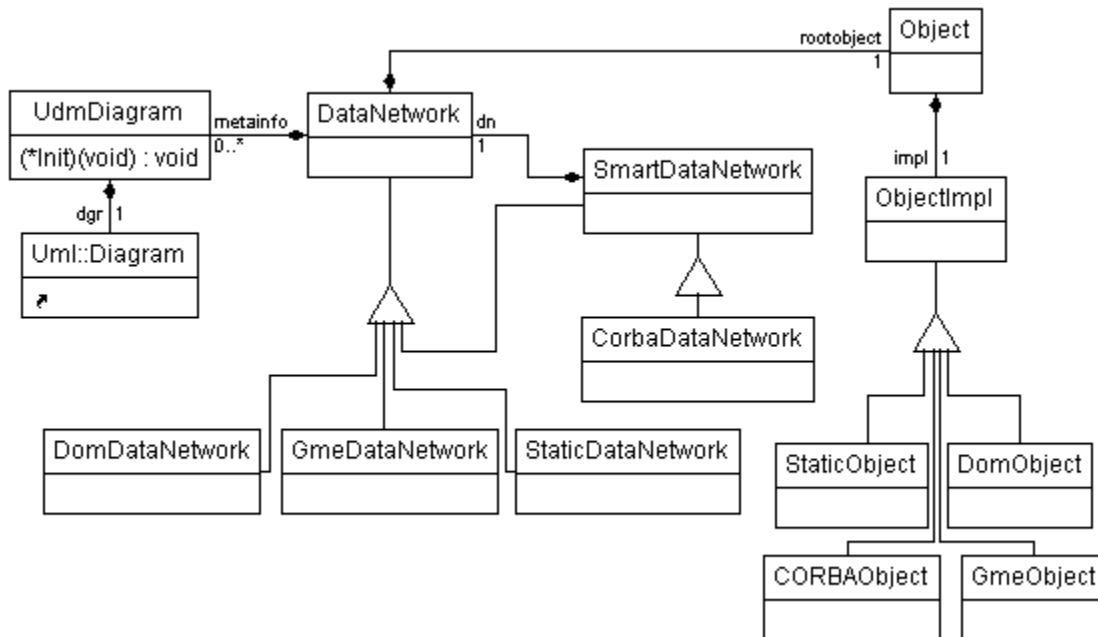 Object
rootobject
1
UdmDiagram
(*Init)(void) : void
metainfo
0..*
DataNetwork
dn
1
SmartDataNetwork
impl 1
ObjectImpl
dgr 1
Uml::Diagram
CorbaDataNetwork
DomDataNetwork
GmeDataNetwork
StaticDataNetwork
StaticObject
DomObject
CORBAObject
GmeObject